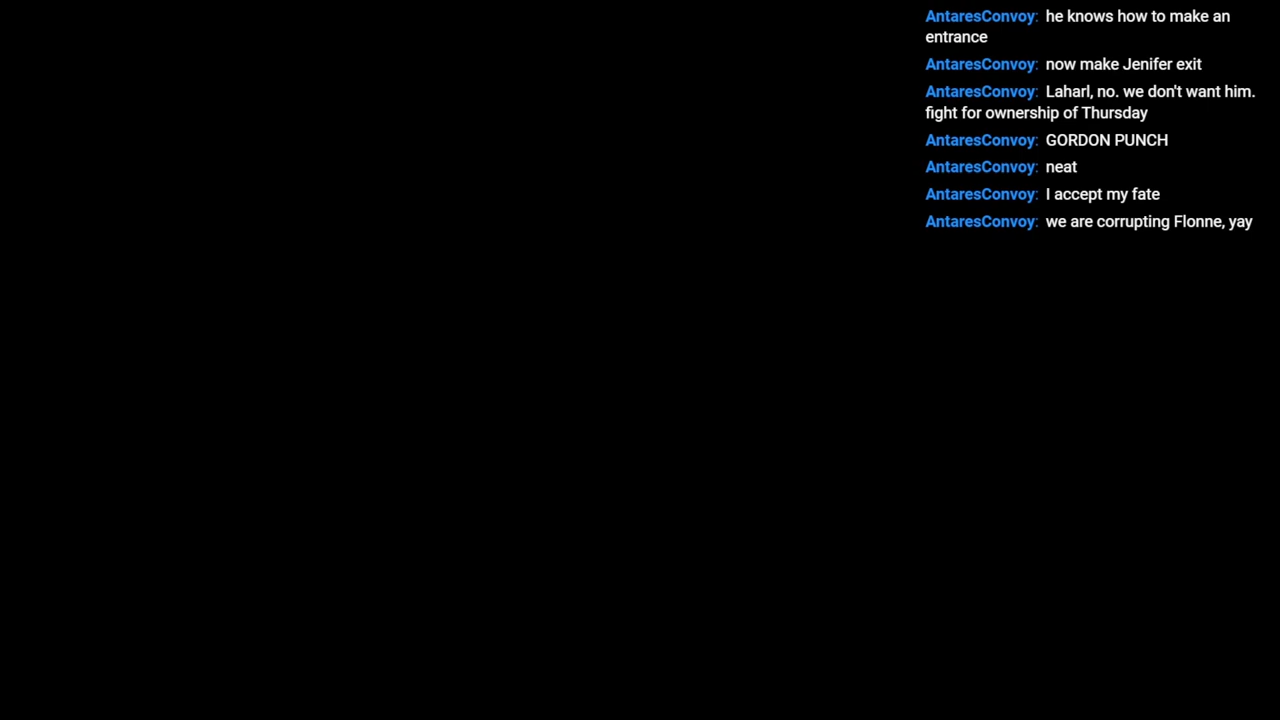 AntaresConvoy: he knows how to make an
entrance
AntaresConvoy: now make Jenifer exit
AntaresConvoy: Laharl, no. we don't want him.
fight for ownership of Thursday
AntaresConvoy: GORDON PUNCH
AntaresConvoy: neat
AntaresConvoy: I accept my fate
AntaresConvoy: we are corrupting Flonne, yay